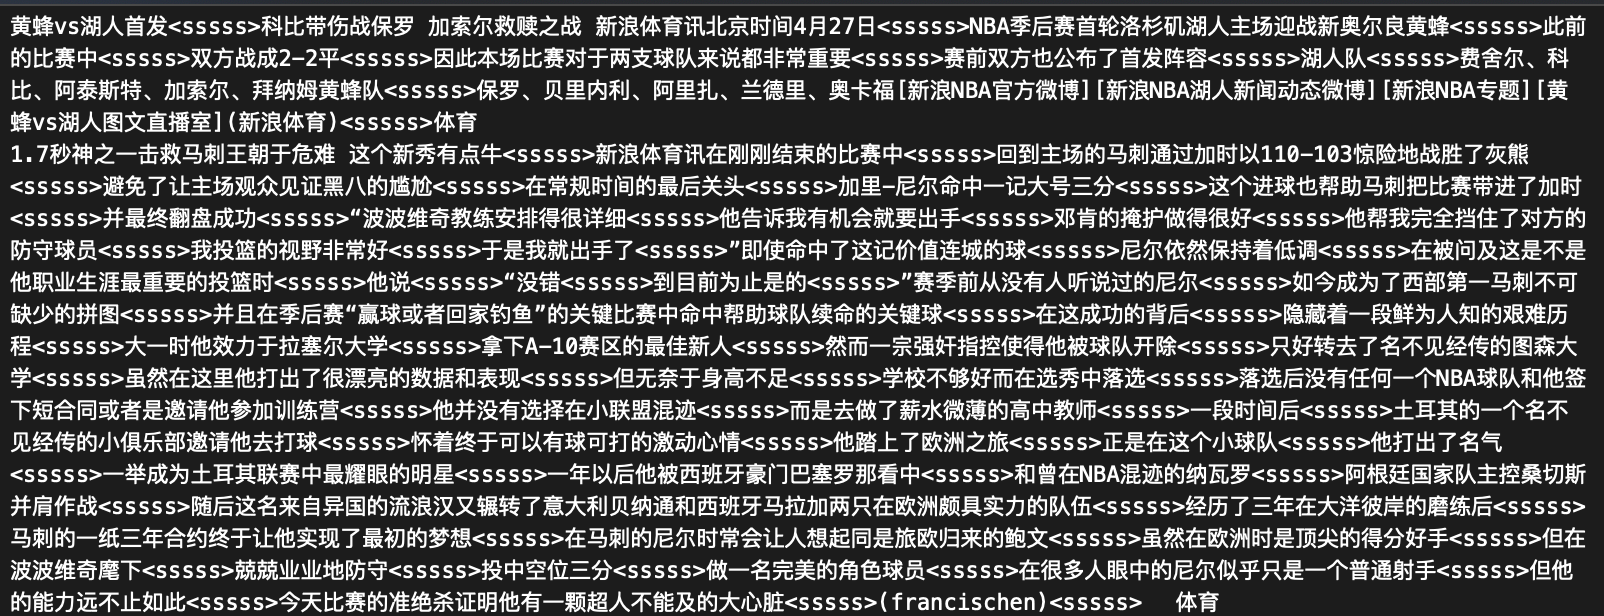 黄蜂vs湖人首发<sssss>科比带伤战保罗 加索尔救赎之战 新浪体育讯北京时间4月27日<sssss>NBA季后赛首轮洛杉矶湖人主场迎战新奥尔良黄蜂<sssss>此前
的比赛中<sssss>双方战成2-2平<sssss>因此本场比赛对于两支球队来说都非常重要<sssss>赛前双方也公布了首发阵容<sssss>湖人队<sssss>费舍尔、科
比、阿泰斯特、加索尔、拜纳姆黄蜂队<sssss>保罗、贝里内利、阿里扎、兰德里、奥卡福[新浪NBA官方微博][新浪NBA湖人新闻动态微博][新浪NBA专题][黄
蜂vs湖人图文直播室](新浪体育)<sssss>体育
1.7秒神之一击救马刺王朝于危难 这个新秀有点牛<sssss>新浪体育讯在刚刚结束的比赛中<sssss>回到主场的马刺通过加时以110-103惊险地战胜了灰熊
<sssss>避免了让主场观众见证黑八的尴尬<sssss>在常规时间的最后关头<sssss>加里-尼尔命中一记大号三分<sssss>这个进球也帮助马刺把比赛带进了加时
<sssss>并最终翻盘成功<sssss>“波波维奇教练安排得很详细<sssss>他告诉我有机会就要出手<sssss>邓肯的掩护做得很好<sssss>他帮我完全挡住了对方的
防守球员<sssss>我投篮的视野非常好<sssss>于是我就出手了<sssss>”即使命中了这记价值连城的球<sssss>尼尔依然保持着低调<sssss>在被问及这是不是
他职业生涯最重要的投篮时<sssss>他说<sssss>“没错<sssss>到目前为止是的<sssss>”赛季前从没有人听说过的尼尔<sssss>如今成为了西部第一马刺不可
缺少的拼图<sssss>并且在季后赛“赢球或者回家钓鱼”的关键比赛中命中帮助球队续命的关键球<sssss>在这成功的背后<sssss>隐藏着一段鲜为人知的艰难历
程<sssss>大一时他效力于拉塞尔大学<sssss>拿下A-10赛区的最佳新人<sssss>然而一宗强奸指控使得他被球队开除<sssss>只好转去了名不见经传的图森大
学<sssss>虽然在这里他打出了很漂亮的数据和表现<sssss>但无奈于身高不足<sssss>学校不够好而在选秀中落选<sssss>落选后没有任何一个NBA球队和他签
下短合同或者是邀请他参加训练营<sssss>他并没有选择在小联盟混迹<sssss>而是去做了薪水微薄的高中教师<sssss>一段时间后<sssss>土耳其的一个名不
见经传的小俱乐部邀请他去打球<sssss>怀着终于可以有球可打的激动心情<sssss>他踏上了欧洲之旅<sssss>正是在这个小球队<sssss>他打出了名气
<sssss>一举成为土耳其联赛中最耀眼的明星<sssss>一年以后他被西班牙豪门巴塞罗那看中<sssss>和曾在NBA混迹的纳瓦罗<sssss>阿根廷国家队主控桑切斯
并肩作战<sssss>随后这名来自异国的流浪汉又辗转了意大利贝纳通和西班牙马拉加两只在欧洲颇具实力的队伍<sssss>经历了三年在大洋彼岸的磨练后<sssss>
马刺的一纸三年合约终于让他实现了最初的梦想<sssss>在马刺的尼尔时常会让人想起同是旅欧归来的鲍文<sssss>虽然在欧洲时是顶尖的得分好手<sssss>但在
波波维奇麾下<sssss>兢兢业业地防守<sssss>投中空位三分<sssss>做一名完美的角色球员<sssss>在很多人眼中的尼尔似乎只是一个普通射手<sssss>但他
的能力远不止如此<sssss>今天比赛的准绝杀证明他有一颗超人不能及的大心脏<sssss>(francischen)<sssss>  体育